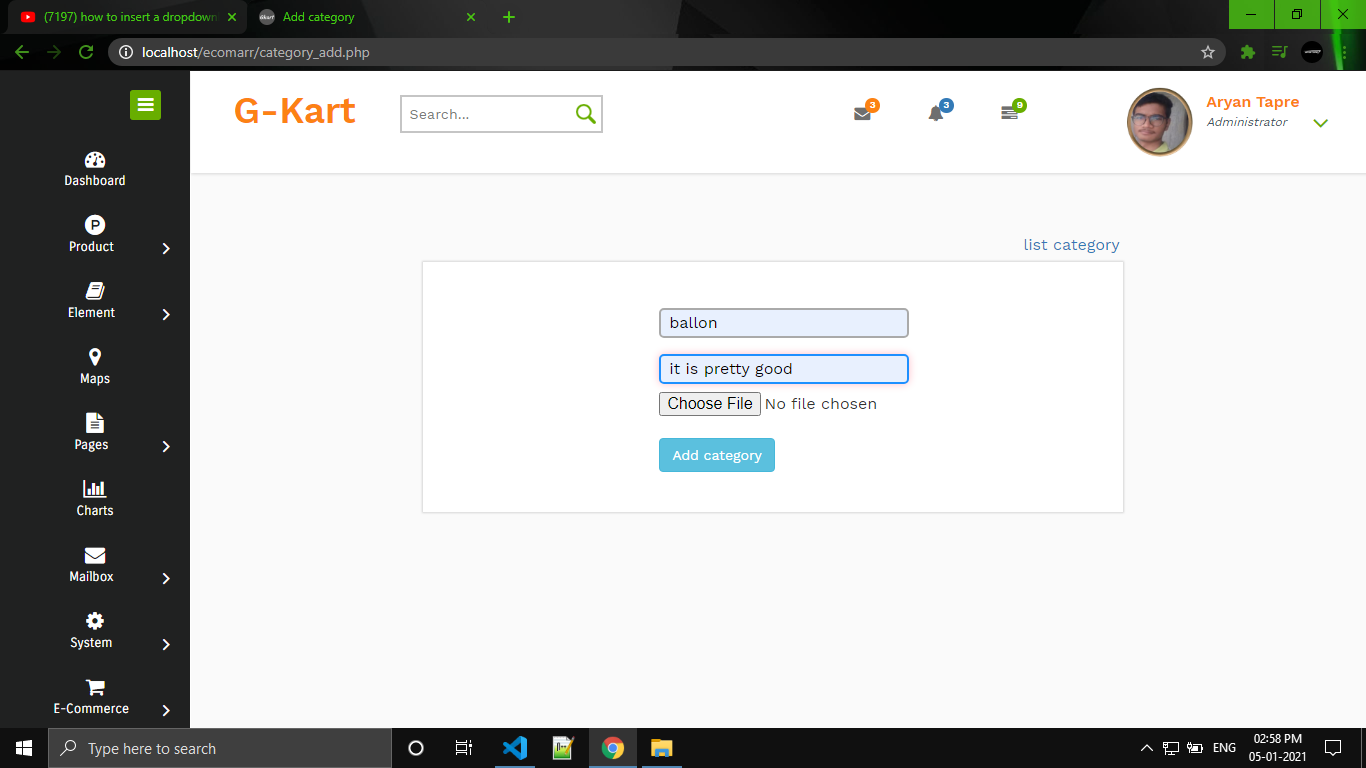 (7197) how to insert a dropdown
Gkart
Add category
localhost/ecomarr/category_add.php
G-Kart
Search...
3
3
9
Aryan Tapre
Administrator
Dashboard
P
Product
Element
Maps
Pages
Charts
Mailbox
System
E-Commerce
list category
ballon
it is pretty good
Choose File No file chosen
Add category
Type here to search
ENG
02:58 PM
05-01-2021